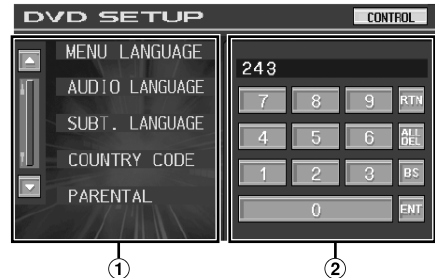 DVD SETUP
CONTROL
MENU LANGUAGE
AUDIO LANGUAGE
SUBT. LANGUAGE
COUNTRY CODE
PARENTAL
243
7 8 9 RTN
4 5 6 ALL DEL
1 2 3 BS
0 ENT
① ②